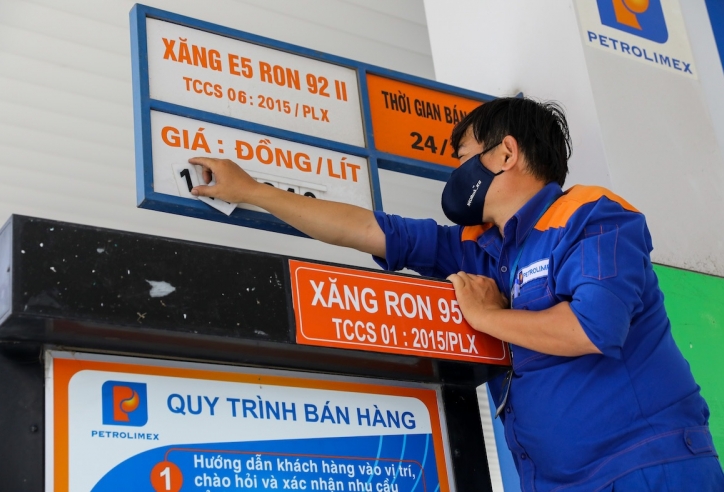 XĂNG E5 RON 92 II
TCCS 06 : 2015 / PLX
THỜI GIAN BÁN
24/
GIÁ : ĐỒNG/LÍT
1
PETROLIMEX
PETROLIMEX
XĂNG RON 95
TCCS 01 : 2015/PLX
PETROLIMEX
QUY TRÌNH BÁN HÀNG
1
Hướng dẫn khách hàng vào vị trí,
chào hỏi và xác nhận nhu cầu